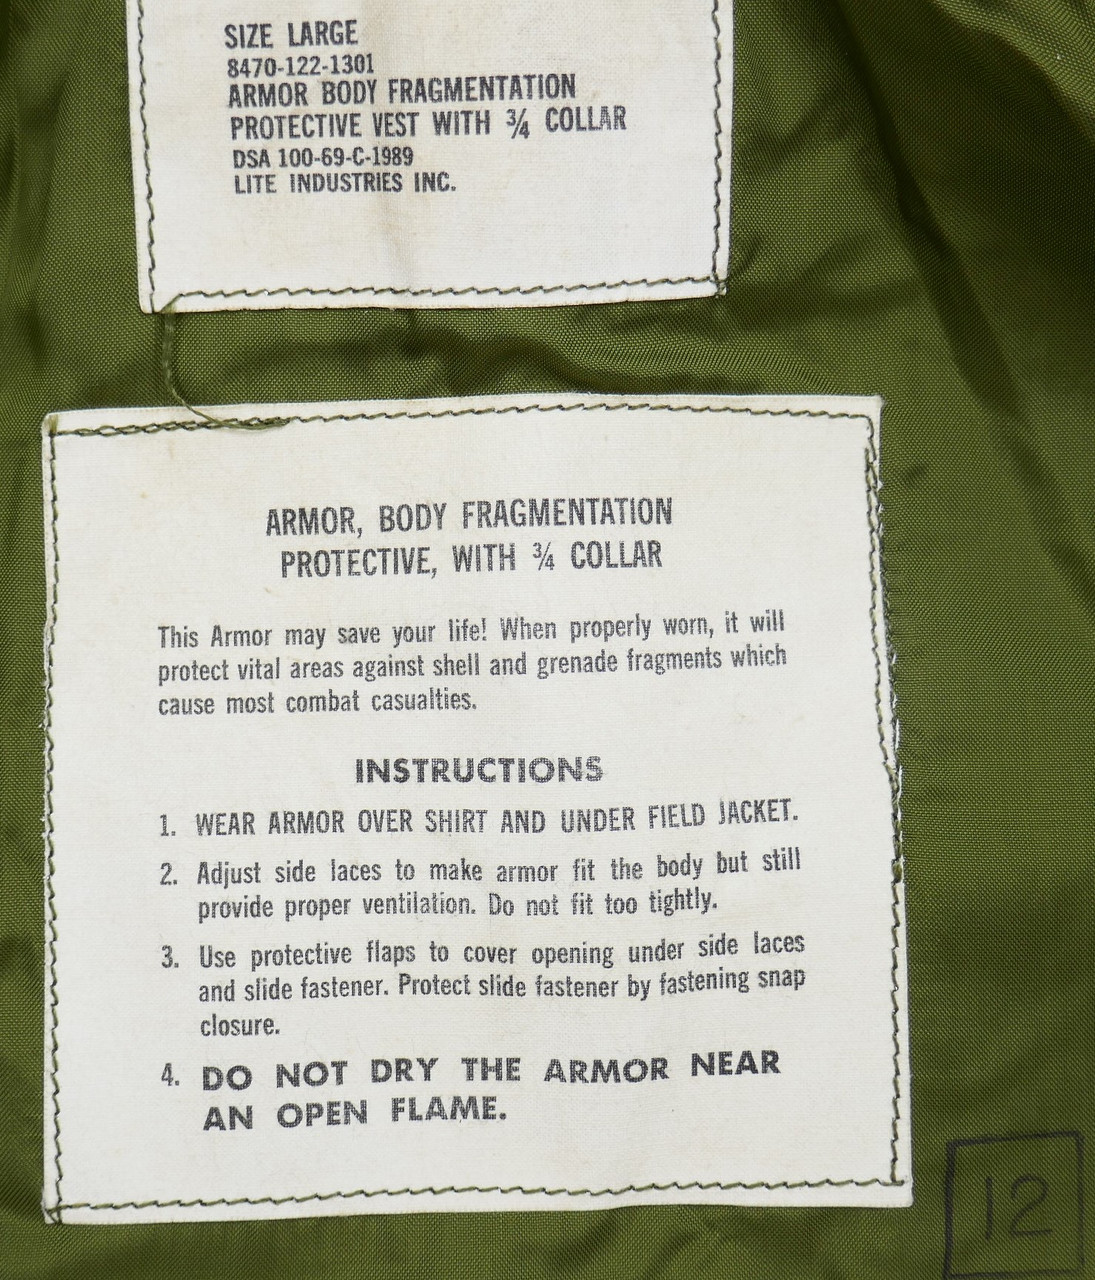 SIZE LARGE
8470-122-1301
ARMOR BODY FRAGMENTATION
PROTECTIVE VEST WITH ¾ COLLAR
DSA 100-69-C-1989
LITE INDUSTRIES INC.
ARMOR, BODY FRAGMENTATION
PROTECTIVE, WITH ¾ COLLAR
This Armor may save your life! When properly worn, it will
protect vital areas against shell and grenade fragments which
cause most combat casualties.
INSTRUCTIONS
1. WEAR ARMOR OVER SHIRT AND UNDER FIELD JACKET.
2. Adjust side laces to make armor fit the body but still
provide proper ventilation. Do not fit too tightly.
3. Use protective flaps to cover opening under side laces
and slide fastener. Protect slide fastener by fastening snap
closure.
4. DO NOT DRY THE ARMOR NEAR
AN OPEN FLAME.
12